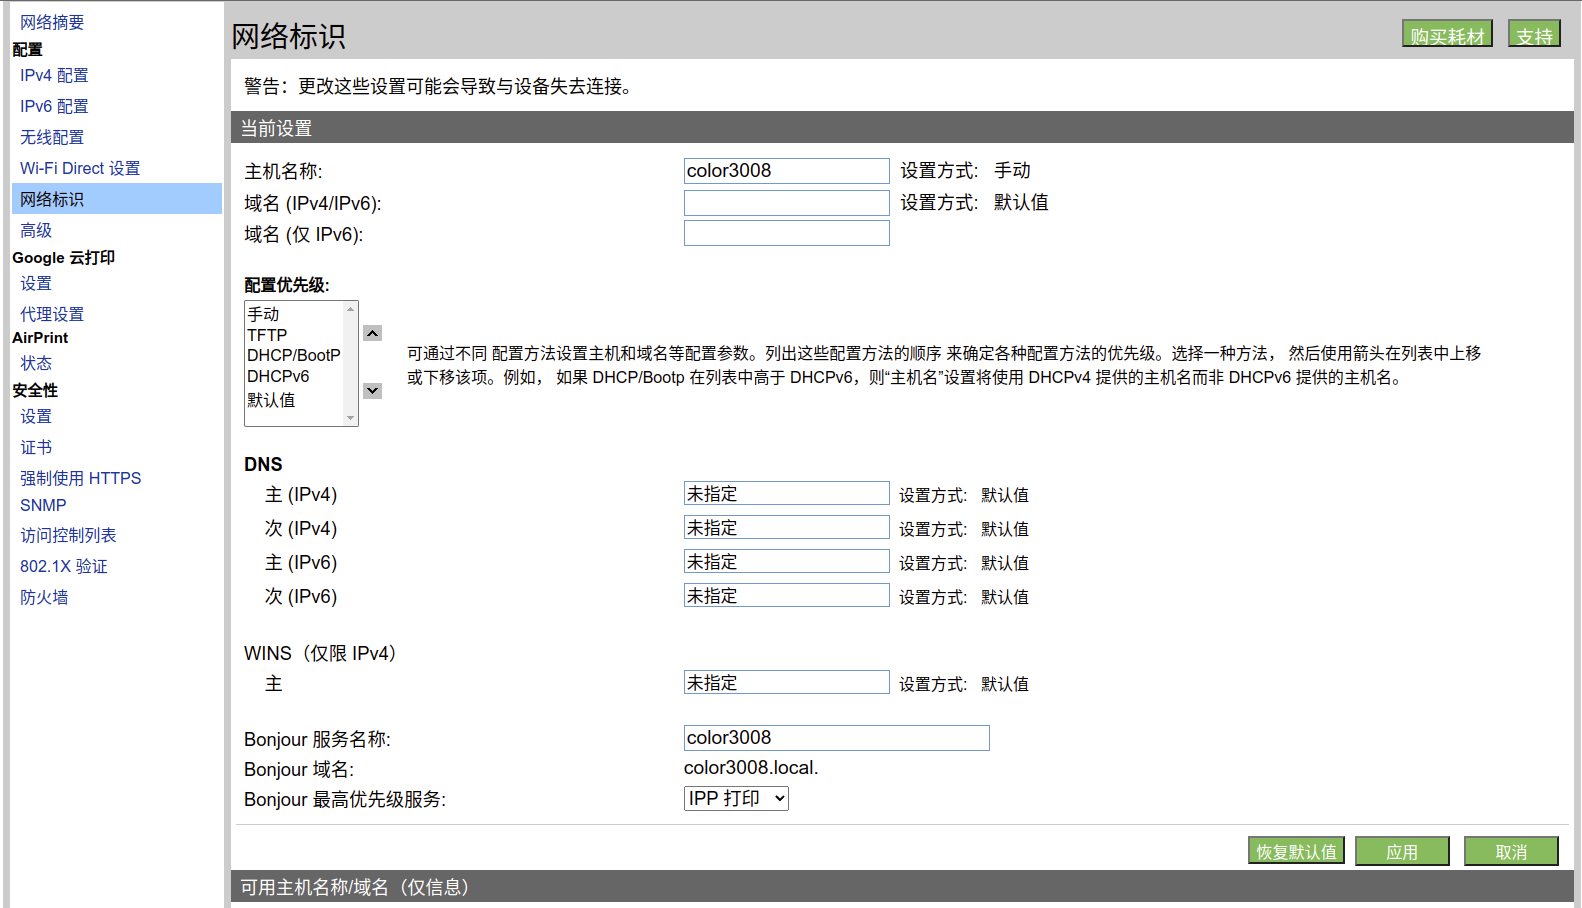 网络摘要
配置
IPv4 配置
IPv6 配置
无线配置
Wi-Fi Direct 设置
网络标识
高级
Google 云打印
设置
代理设置
AirPrint
状态
安全性
设置
证书
强制使用 HTTPS
SNMP
访问控制列表
802.1X 验证
防火墙
网络标识
购买耗材 支持
警告：更改这些设置可能会导致与设备失去连接。
当前设置
主机名称: color3008 设置方式: 手动
域名 (IPv4/IPv6): 设置方式: 默认值
域名 (仅 IPv6):
配置优先级:
手动
TFTP
DHCP/BootP
DHCPv6
默认值
可通过不同 配置方法设置主机和域名等配置参数。列出这些配置方法的顺序 来确定各种配置方法的优先级。选择一种方法， 然后使用箭头在列表中上移
或下移该项。例如， 如果 DHCP/Bootp 在列表中高于 DHCPv6，则“主机名”设置将使用 DHCPv4 提供的主机名而非 DHCPv6 提供的主机名。
DNS
主 (IPv4) 未指定 设置方式: 默认值
次 (IPv4) 未指定 设置方式: 默认值
主 (IPv6) 未指定 设置方式: 默认值
次 (IPv6) 未指定 设置方式: 默认值
WINS（仅限 IPv4）
主 未指定 设置方式: 默认值
Bonjour 服务名称: color3008
Bonjour 域名: color3008.local.
Bonjour 最高优先级服务: IPP 打印
恢复默认值 应用 取消
可用主机名称/域名（仅信息）